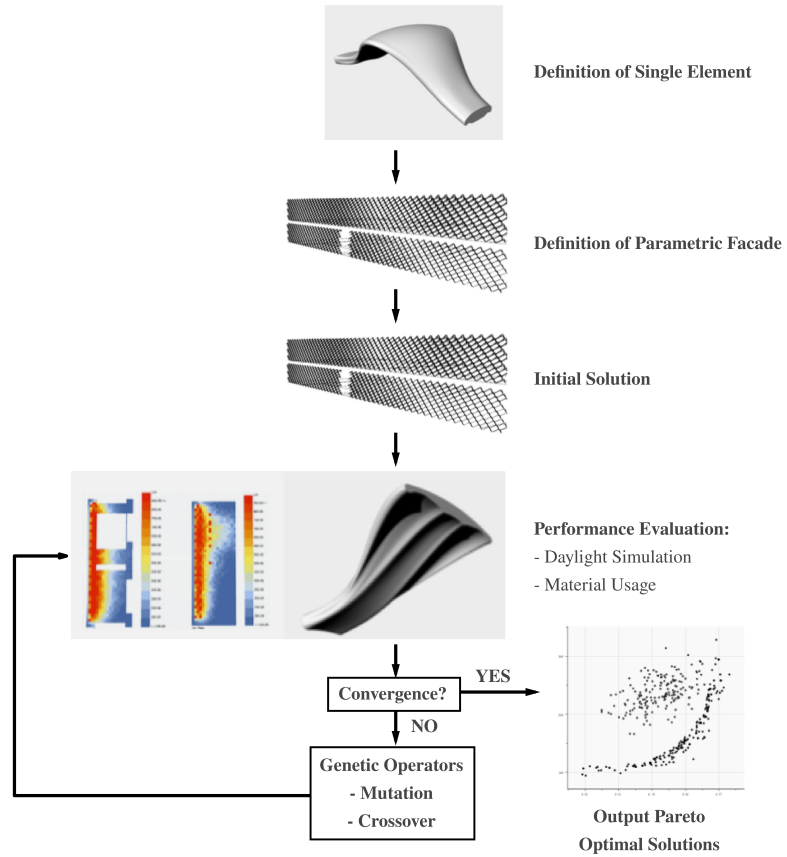 Definition of Single Element
Definition of Parametric Facade
Initial Solution
Performance Evaluation:
- Daylight Simulation
- Material Usage
Convergence?
YES
NO
Genetic Operators
- Mutation
- Crossover
Output Pareto
Optimal Solutions